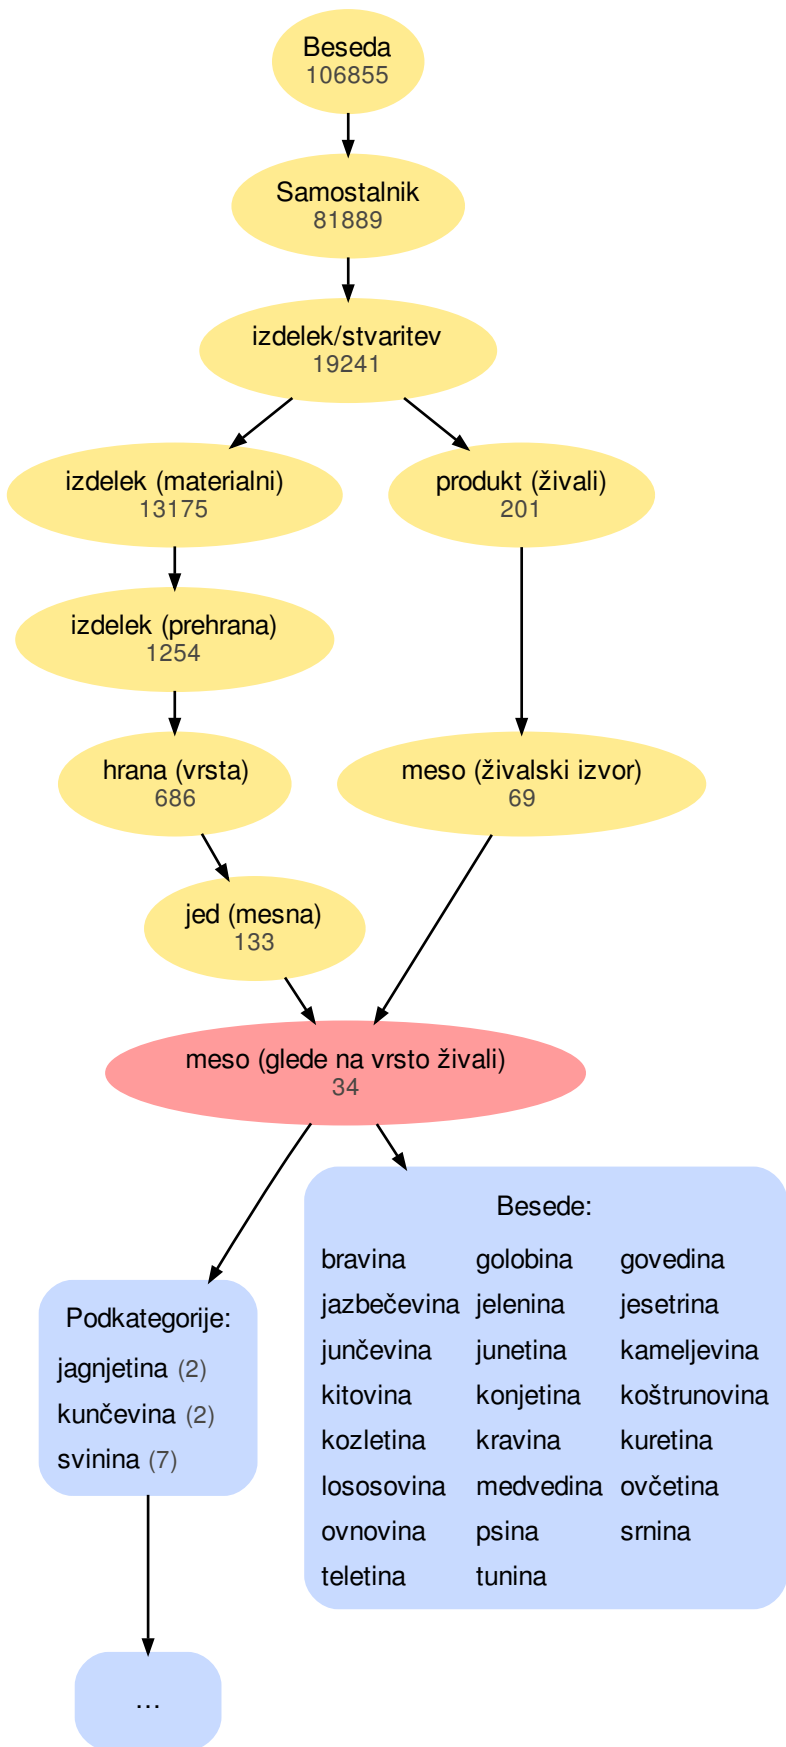 Beseda
106855
Samostalnik
81889
izdelek/stvaritev
19241
izdelek (materialni)
13175
produkt (živali)
201
izdelek (prehrana)
1254
hrana (vrsta)
686
meso (živalski izvor)
69
jed (mesna)
133
meso (glede na vrsto živali)
34
Podkategorije:
jagnjetina (2)
kunčevina (2)
svinina (7)
...
Besede:
bravina golobina govedina
jazbečevina jelenina jesetrina
junčevina junetina kameljevina
kitovina konjetina koštrunovina
kozletina kravina kuretina
lososovina medvedina ovčetina
ovnovina psina srnina
teletina tunina